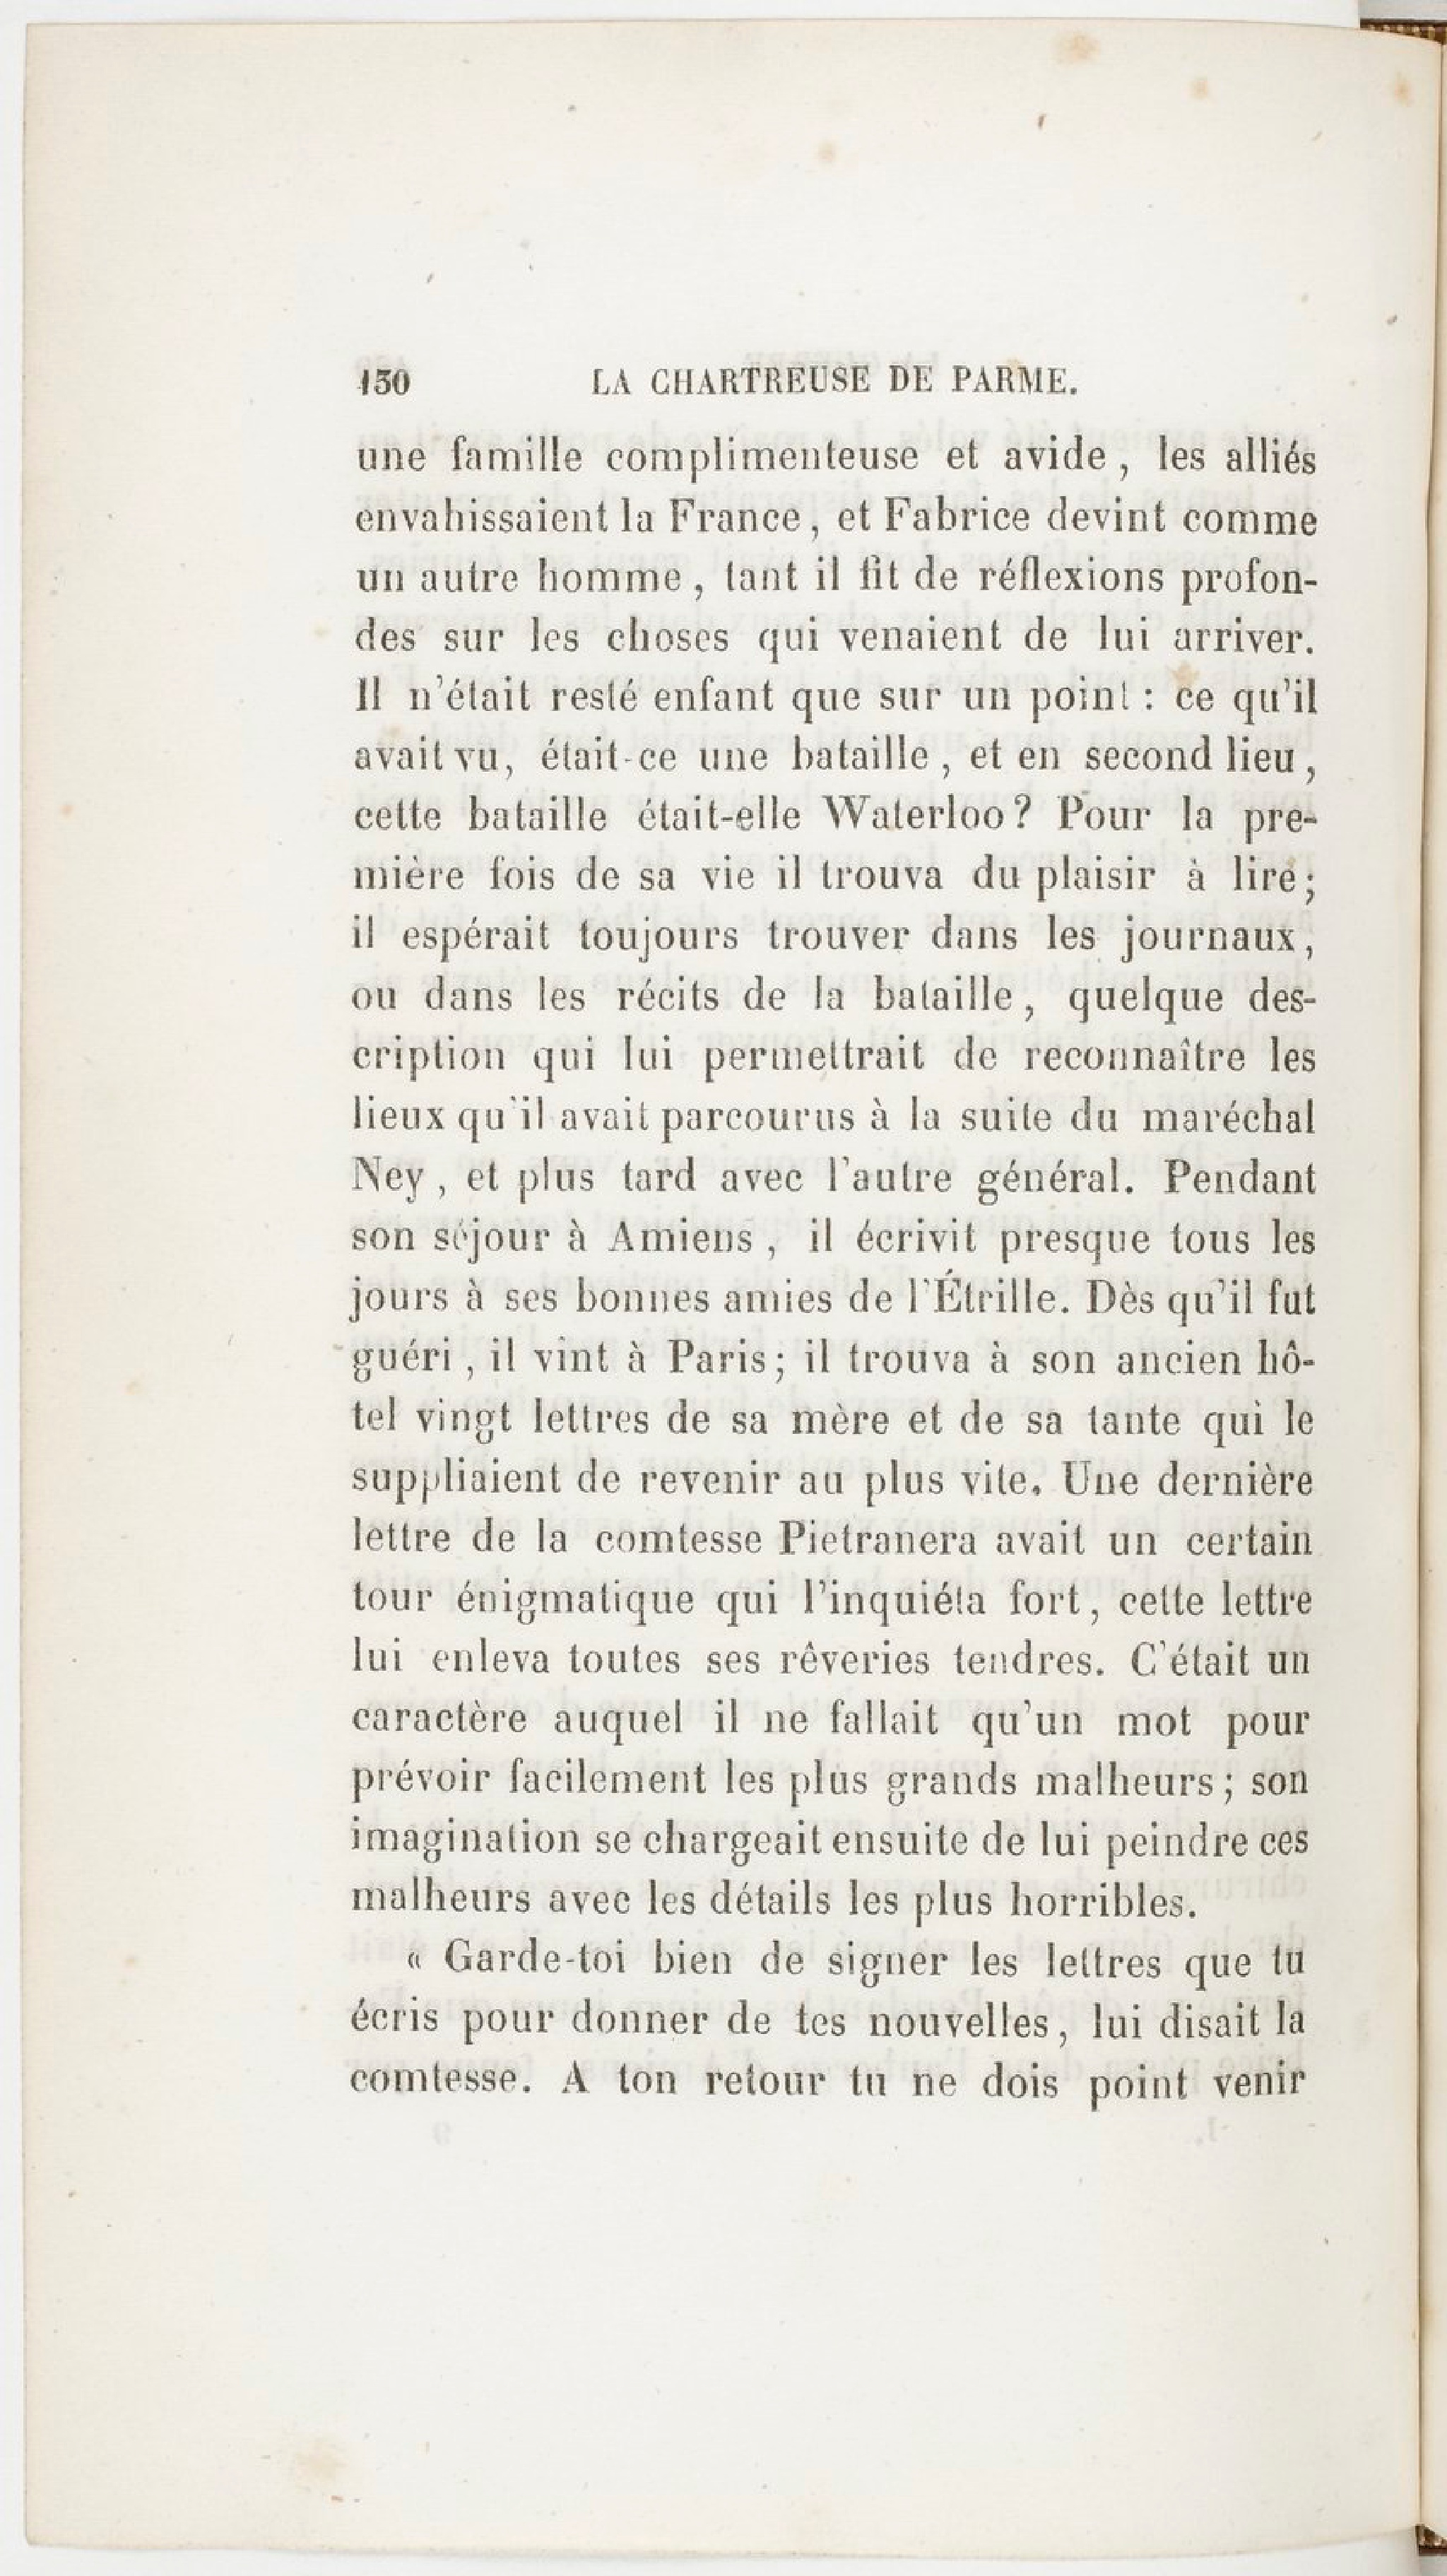 130 LA CHARTREUSE DE PARME.
une famille complimenteuse et avide, les alliés
envahissaient la France, et Fabrice devint comme
un autre homme, tant il fit de réflexions profon-
des sur les choses qui venaient de lui arriver.
Il n'était resté enfant que sur un point : ce qu'il
avait vu, était-ce une bataille, et en second lieu,
cette bataille était-elle Waterloo? Pour la pre-
mière fois de sa vie il trouva du plaisir à lire;
il espérait toujours trouver dans les journaux,
ou dans les récits de la bataille, quelque des-
cription qui lui permettrait de reconnaître les
lieux qu'il avait parcourus à la suite du maréchal
Ney, et plus tard avec l'autre général. Pendant
son séjour à Amiens, il écrivit presque tous les
jours à ses bonnes amies de l'Étrille. Dès qu'il fut
guéri, il vint à Paris; il trouva à son ancien hô-
tel vingt lettres de sa mère et de sa tante qui le
suppliaient de revenir au plus vite. Une dernière
lettre de la comtesse Pietranera avait un certain
tour énigmatique qui l'inquiéta fort, cette lettre
lui enleva toutes ses rêveries tendres. C'était un
caractère auquel il ne fallait qu'un mot pour
prévoir facilement les plus grands malheurs; son
imagination se chargeait ensuite de lui peindre ces
malheurs avec les détails les plus horribles.
« Garde-toi bien de signer les lettres que tu
écris pour donner de tes nouvelles, lui disait la
comtesse. A ton retour tu ne dois point venir